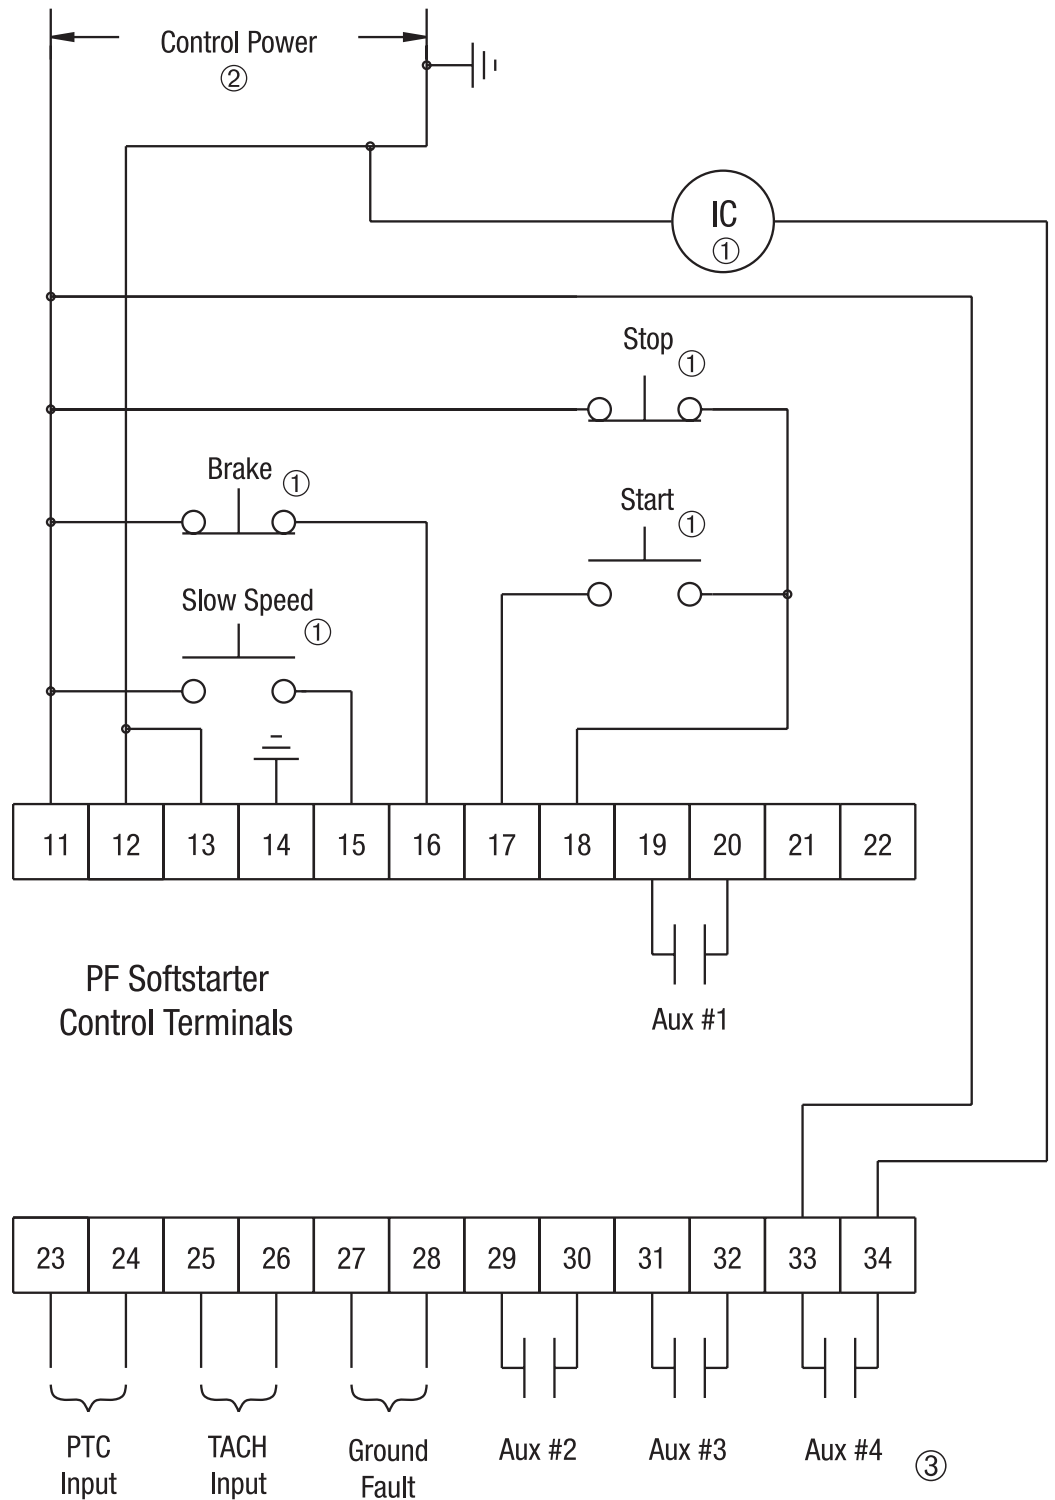 Control Power
②
IC
①
Stop ①
Brake ①
Start ①
Slow Speed ①
11 12 13 14 15 16 17 18 19 20 21 22
PF Softstarter
Control Terminals
Aux #1
23 24 25 26 27 28 29 30 31 32 33 34
PTC
Input
TACH
Input
Ground
Fault
Aux #2
Aux #3
Aux #4 ③